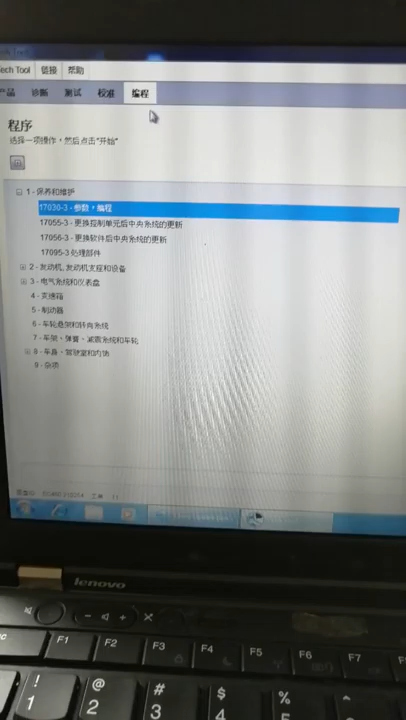 Tech Tool 链接 帮助
产品 诊断 测试 校准 编程
程序
选择一项操作，然后点击"开始"
1 - 保养和维护
17030-3 - 参数，编程
17055-3 - 更换控制单元后中央系统的更新
17056-3 - 更换软件后中央系统的更新
17095-3 处理部件
2 - 发动机, 发动机支座和设备
3 - 电气系统和仪表盘
4 - 变速箱
5 - 制动器
6 - 车轮悬架和转向系统
7 - 车架、弹簧、减震系统和车轮
8 - 车身、驾驶室和内饰
9 - 杂项
lenovo
F1 F2 F3 F4 F5 F6 F7
! @ # $ %
1 2 3 4 5